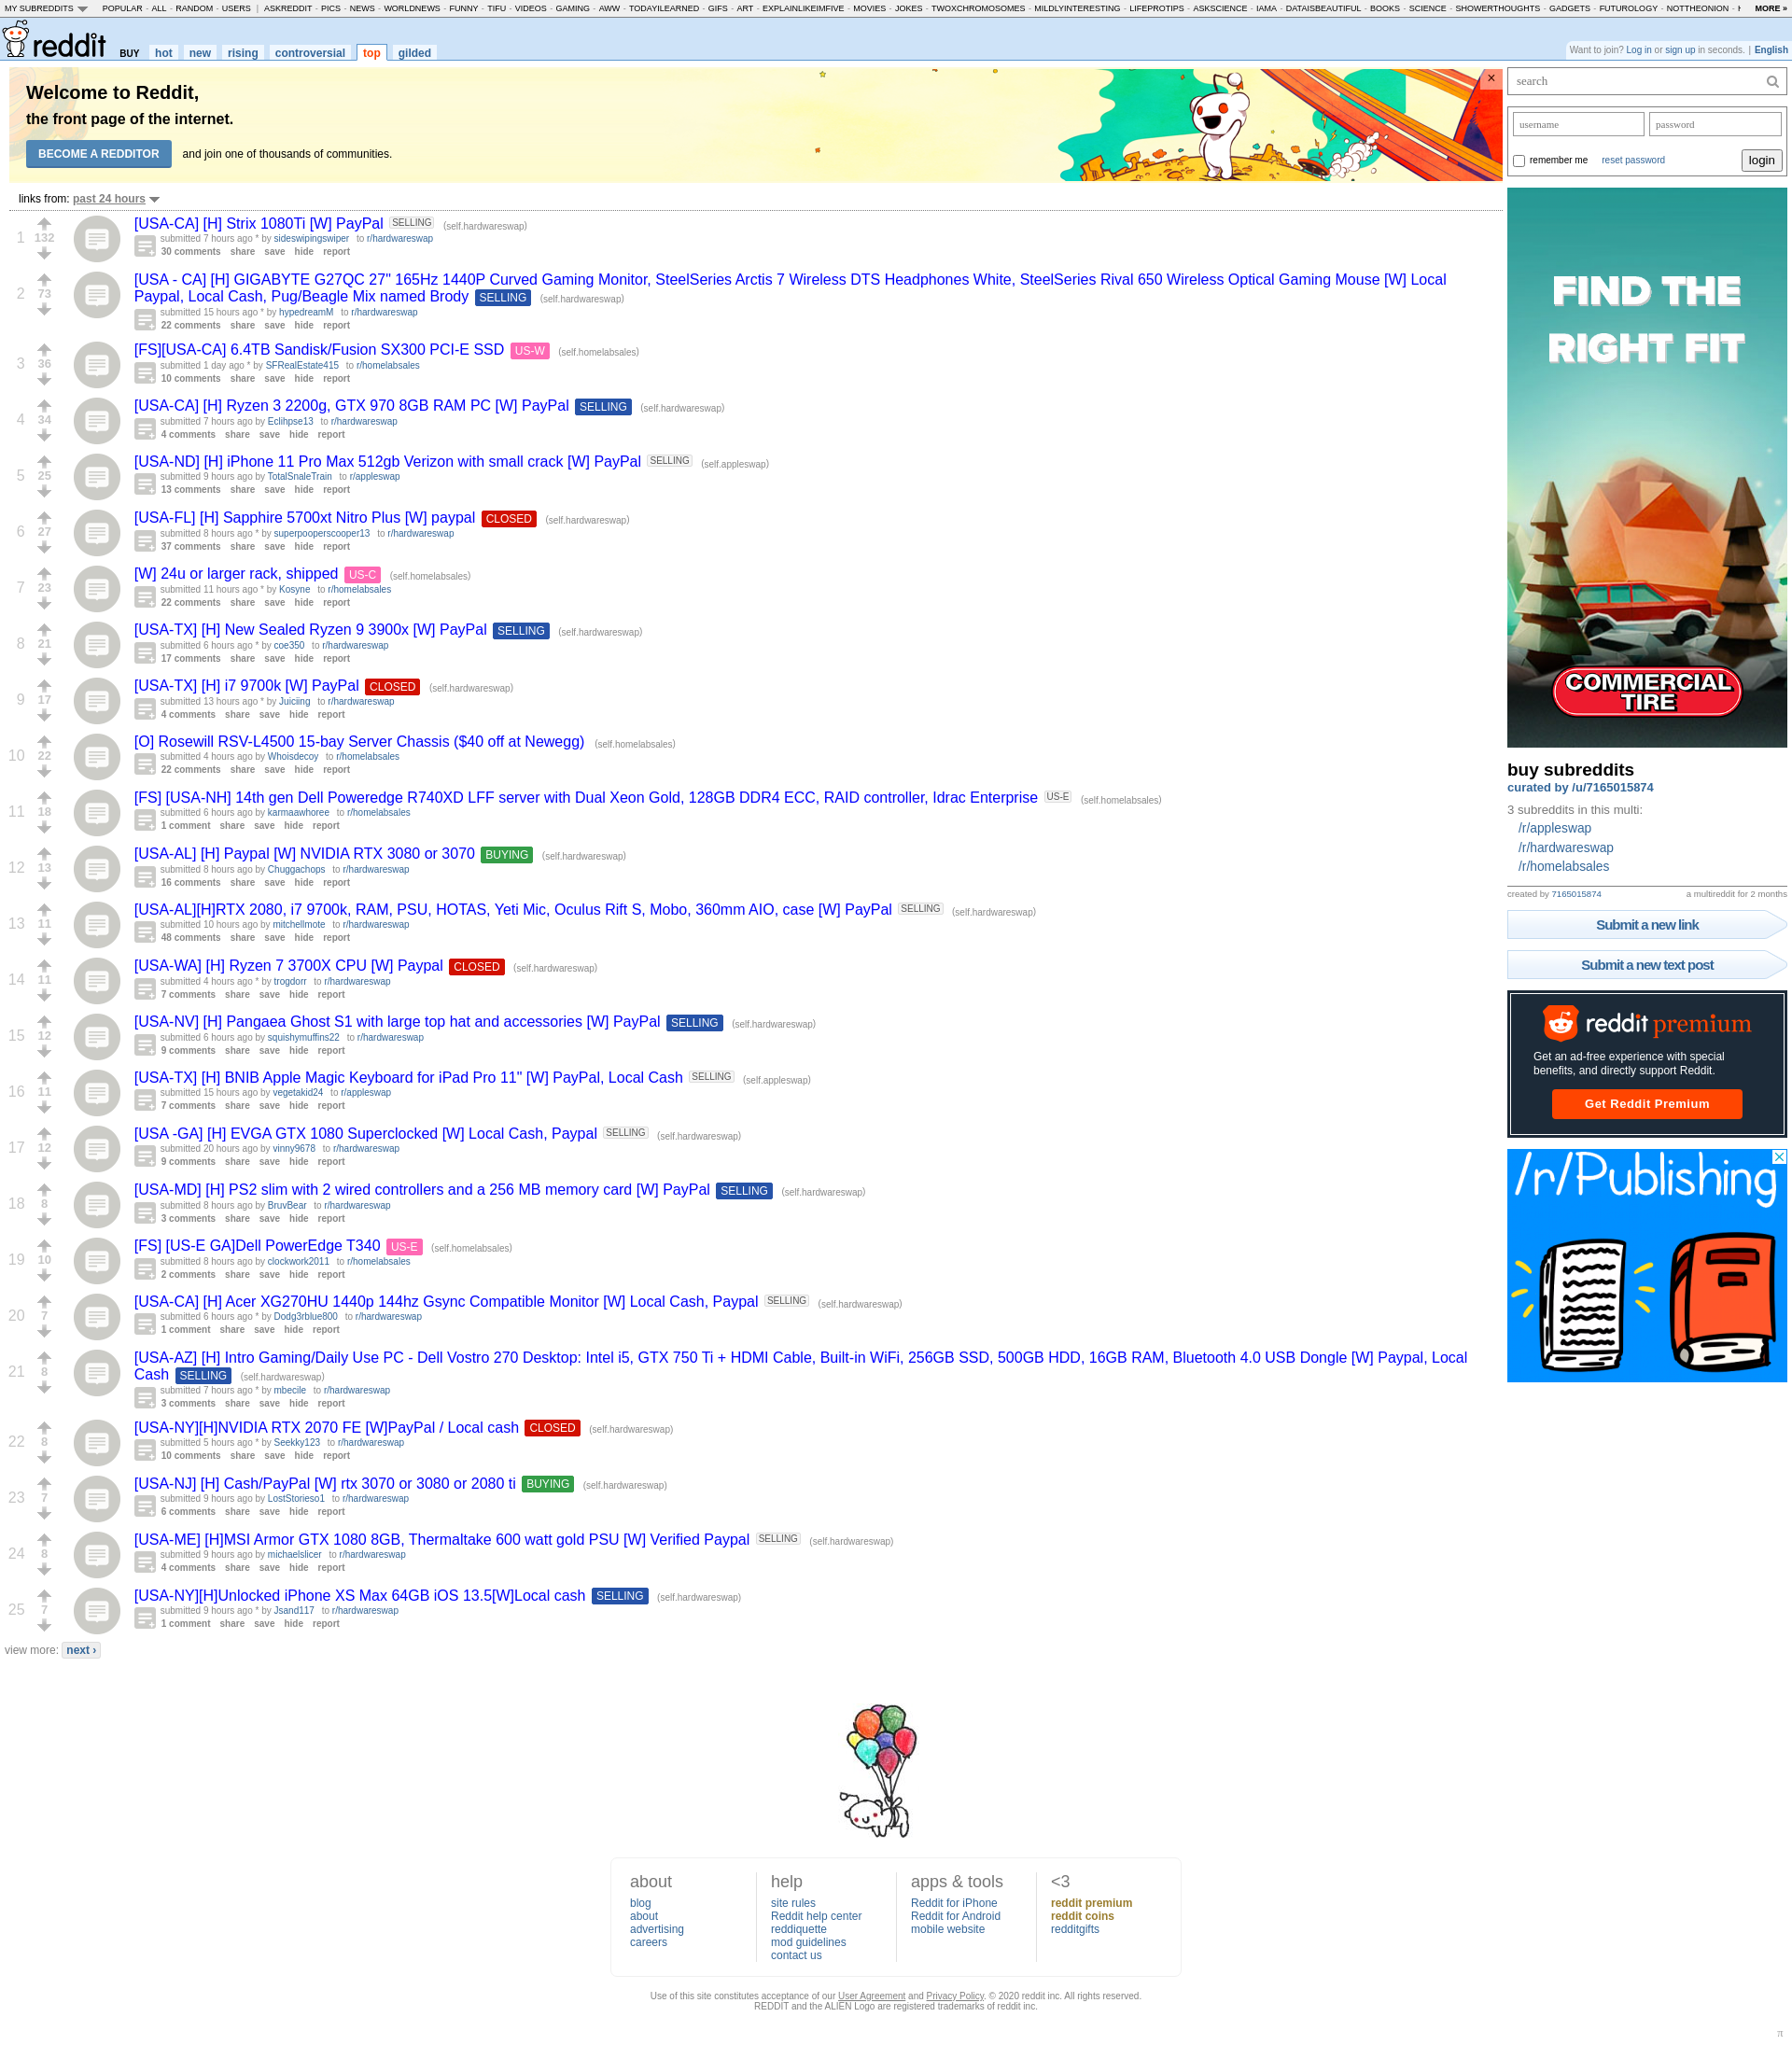 MY SUBREDDITS POPULAR - ALL - RANDOM - USERS | ASKREDDIT - PICS - NEWS - WORLDNEWS - FUNNY - TIFU - VIDEOS - GAMING - AWW - TODAYILEARNED - GIFS - ART - EXPLAINLIKEIMFIVE - MOVIES - JOKES - TWOXCHROMOSOMES - MILDLYINTERESTING - LIFEPROTIPS - ASKSCIENCE - IAMA - DATAISBEAUTIFUL - BOOKS - SCIENCE - SHOWERTHOUGHTS - GADGETS - FUTUROLOGY - NOTTHEONION - MORE »
reddit BUY hot new rising controversial top gilded
Want to join? Log in or sign up in seconds. | English
Welcome to Reddit,
the front page of the internet.
BECOME A REDDITOR and join one of thousands of communities.
links from: past 24 hours
1 132 [USA-CA] [H] Strix 1080Ti [W] PayPal SELLING (self.hardwareswap)
submitted 7 hours ago * by sideswipingswiper to r/hardwareswap
30 comments share save hide report
2 73 [USA - CA] [H] GIGABYTE G27QC 27" 165Hz 1440P Curved Gaming Monitor, SteelSeries Arctis 7 Wireless DTS Headphones White, SteelSeries Rival 650 Wireless Optical Gaming Mouse [W] Local
Paypal, Local Cash, Pug/Beagle Mix named Brody SELLING (self.hardwareswap)
submitted 15 hours ago * by hypedreamM to r/hardwareswap
22 comments share save hide report
3 36 [FS][USA-CA] 6.4TB Sandisk/Fusion SX300 PCI-E SSD US-W (self.homelabsales)
submitted 1 day ago * by SFRealEstate415 to r/homelabsales
10 comments share save hide report
4 34 [USA-CA] [H] Ryzen 3 2200g, GTX 970 8GB RAM PC [W] PayPal SELLING (self.hardwareswap)
submitted 7 hours ago by Eclihpse13 to r/hardwareswap
4 comments share save hide report
5 25 [USA-ND] [H] iPhone 11 Pro Max 512gb Verizon with small crack [W] PayPal SELLING (self.appleswap)
submitted 9 hours ago by TotalSnaleTrain to r/appleswap
13 comments share save hide report
6 27 [USA-FL] [H] Sapphire 5700xt Nitro Plus [W] paypal CLOSED (self.hardwareswap)
submitted 8 hours ago * by superpooperscooper13 to r/hardwareswap
37 comments share save hide report
7 23 [W] 24u or larger rack, shipped US-C (self.homelabsales)
submitted 11 hours ago * by Kosyne to r/homelabsales
22 comments share save hide report
8 21 [USA-TX] [H] New Sealed Ryzen 9 3900x [W] PayPal SELLING (self.hardwareswap)
submitted 6 hours ago * by coe350 to r/hardwareswap
17 comments share save hide report
9 17 [USA-TX] [H] i7 9700k [W] PayPal CLOSED (self.hardwareswap)
submitted 13 hours ago * by Juiciing to r/hardwareswap
4 comments share save hide report
10 22 [O] Rosewill RSV-L4500 15-bay Server Chassis ($40 off at Newegg) (self.homelabsales)
submitted 4 hours ago by Whoisdecoy to r/homelabsales
22 comments share save hide report
11 18 [FS] [USA-NH] 14th gen Dell Poweredge R740XD LFF server with Dual Xeon Gold, 128GB DDR4 ECC, RAID controller, Idrac Enterprise US-E (self.homelabsales)
submitted 6 hours ago by karmaawhoree to r/homelabsales
1 comment share save hide report
12 13 [USA-AL] [H] Paypal [W] NVIDIA RTX 3080 or 3070 BUYING (self.hardwareswap)
submitted 8 hours ago by Chuggachops to r/hardwareswap
16 comments share save hide report
13 11 [USA-AL][H]RTX 2080, i7 9700k, RAM, PSU, HOTAS, Yeti Mic, Oculus Rift S, Mobo, 360mm AIO, case [W] PayPal SELLING (self.hardwareswap)
submitted 10 hours ago by mitchellmote to r/hardwareswap
48 comments share save hide report
14 11 [USA-WA] [H] Ryzen 7 3700X CPU [W] Paypal CLOSED (self.hardwareswap)
submitted 4 hours ago * by trogdorr to r/hardwareswap
7 comments share save hide report
15 12 [USA-NV] [H] Pangaea Ghost S1 with large top hat and accessories [W] PayPal SELLING (self.hardwareswap)
submitted 6 hours ago by squishymuffins22 to r/hardwareswap
9 comments share save hide report
16 11 [USA-TX] [H] BNIB Apple Magic Keyboard for iPad Pro 11" [W] PayPal, Local Cash SELLING (self.appleswap)
submitted 15 hours ago by vegetakid24 to r/appleswap
7 comments share save hide report
17 12 [USA -GA] [H] EVGA GTX 1080 Superclocked [W] Local Cash, Paypal SELLING (self.hardwareswap)
submitted 20 hours ago by vinny9678 to r/hardwareswap
9 comments share save hide report
18 8 [USA-MD] [H] PS2 slim with 2 wired controllers and a 256 MB memory card [W] PayPal SELLING (self.hardwareswap)
submitted 8 hours ago by BruvBear to r/hardwareswap
3 comments share save hide report
19 10 [FS] [US-E GA]Dell PowerEdge T340 US-E (self.homelabsales)
submitted 8 hours ago by clockwork2011 to r/homelabsales
2 comments share save hide report
20 7 [USA-CA] [H] Acer XG270HU 1440p 144hz Gsync Compatible Monitor [W] Local Cash, Paypal SELLING (self.hardwareswap)
submitted 6 hours ago * by Dodg3rblue800 to r/hardwareswap
1 comment share save hide report
21 8 [USA-AZ] [H] Intro Gaming/Daily Use PC - Dell Vostro 270 Desktop: Intel i5, GTX 750 Ti + HDMI Cable, Built-in WiFi, 256GB SSD, 500GB HDD, 16GB RAM, Bluetooth 4.0 USB Dongle [W] Paypal, Local
Cash SELLING (self.hardwareswap)
submitted 7 hours ago * by mbecile to r/hardwareswap
3 comments share save hide report
22 8 [USA-NY][H]NVIDIA RTX 2070 FE [W]PayPal / Local cash CLOSED (self.hardwareswap)
submitted 5 hours ago * by Seekky123 to r/hardwareswap
10 comments share save hide report
23 7 [USA-NJ] [H] Cash/PayPal [W] rtx 3070 or 3080 or 2080 ti BUYING (self.hardwareswap)
submitted 9 hours ago by LostStorieso1 to r/hardwareswap
6 comments share save hide report
24 8 [USA-ME] [H]MSI Armor GTX 1080 8GB, Thermaltake 600 watt gold PSU [W] Verified Paypal SELLING (self.hardwareswap)
submitted 9 hours ago by michaelslicer to r/hardwareswap
4 comments share save hide report
25 7 [USA-NY][H]Unlocked iPhone XS Max 64GB iOS 13.5[W]Local cash SELLING (self.hardwareswap)
submitted 9 hours ago by Jsand117 to r/hardwareswap
1 comment share save hide report
view more: next ›
search
username password
remember me reset password login
FIND THE
RIGHT FIT
COMMERCIAL
TIRE
buy subreddits
curated by /u/7165015874
3 subreddits in this multi:
/r/appleswap
/r/hardwareswap
/r/homelabsales
created by 7165015874 a multireddit for 2 months
Submit a new link
Submit a new text post
reddit premium
Get an ad-free experience with special
benefits, and directly support Reddit.
Get Reddit Premium
/r/Publishing
about
blog
about
advertising
careers
help
site rules
Reddit help center
reddiquette
mod guidelines
contact us
apps & tools
Reddit for iPhone
Reddit for Android
mobile website
<3
reddit premium
reddit coins
redditgifts
Use of this site constitutes acceptance of our User Agreement and Privacy Policy. © 2020 reddit inc. All rights reserved.
REDDIT and the ALIEN Logo are registered trademarks of reddit inc.
π